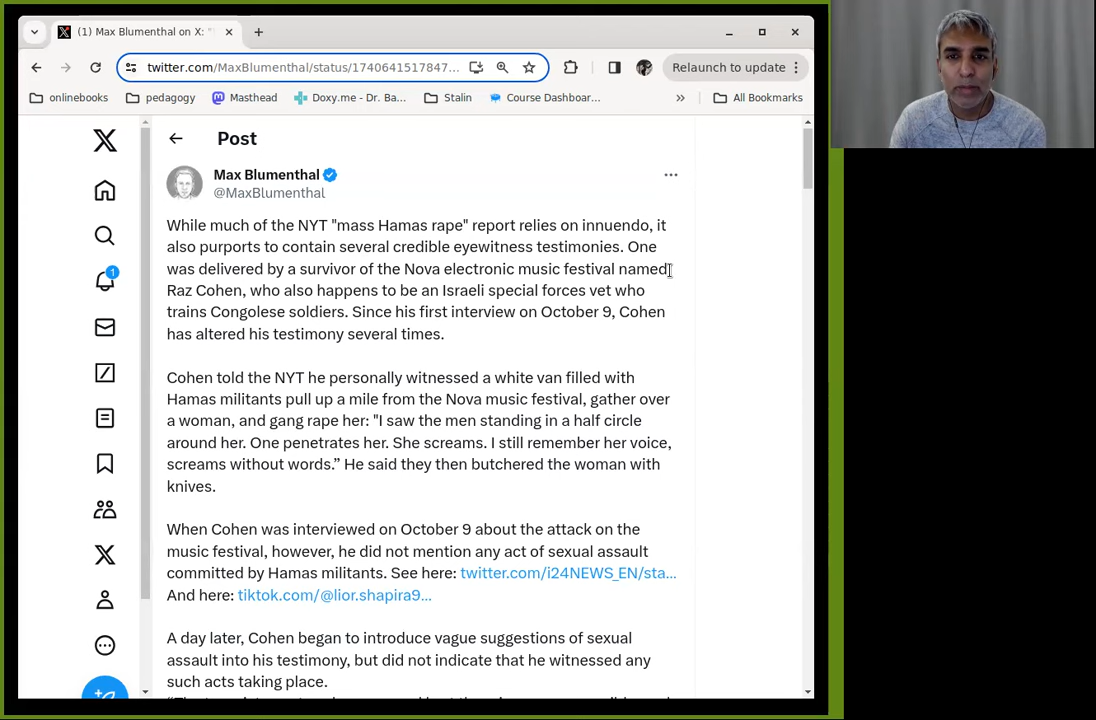 (1) Max Blumenthal on X: "
twitter.com/MaxBlumenthal/status/1740641517847...
Relaunch to update
onlinebooks
pedagogy
Masthead
Doxy.me - Dr. Ba...
Stalin
Course Dashboar...
»
All Bookmarks
Post
Max Blumenthal
@MaxBlumenthal
1
While much of the NYT "mass Hamas rape" report relies on innuendo, it
also purports to contain several credible eyewitness testimonies. One
was delivered by a survivor of the Nova electronic music festival named
Raz Cohen, who also happens to be an Israeli special forces vet who
trains Congolese soldiers. Since his first interview on October 9, Cohen
has altered his testimony several times.
Cohen told the NYT he personally witnessed a white van filled with
Hamas militants pull up a mile from the Nova music festival, gather over
a woman, and gang rape her: "I saw the men standing in a half circle
around her. One penetrates her. She screams. I still remember her voice,
screams without words.” He said they then butchered the woman with
knives.
When Cohen was interviewed on October 9 about the attack on the
music festival, however, he did not mention any act of sexual assault
committed by Hamas militants. See here: twitter.com/i24NEWS_EN/sta...
And here: tiktok.com/@lior.shapira9...
A day later, Cohen began to introduce vague suggestions of sexual
assault into his testimony, but did not indicate that he witnessed any
such acts taking place.